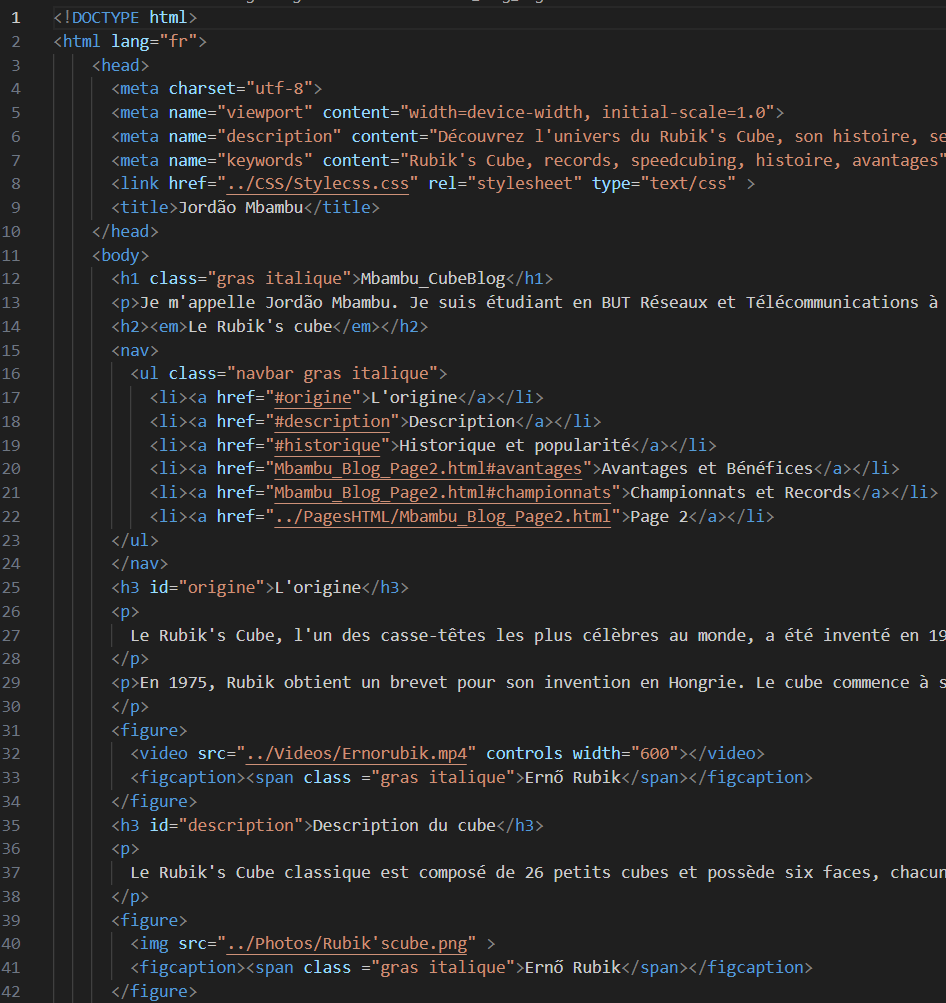 1 <!DOCTYPE html>
2 <html lang="fr">
3 <head>
4 <meta charset="utf-8">
5 <meta name="viewport" content="width=device-width, initial-scale=1.0">
6 <meta name="description" content="Découvrez l'univers du Rubik's Cube, son histoire, se
7 <meta name="keywords" content="Rubik's Cube, records, speedcubing, histoire, avantages"
8 <link href="../CSS/Stylecss.css" rel="stylesheet" type="text/css" >
9 <title>Jordão Mbambu</title>
10 </head>
11 <body>
12 <h1 class="gras italique">Mbambu_CubeBlog</h1>
13 <p>Je m'appelle Jordão Mbambu. Je suis étudiant en BUT Réseaux et Télécommunications à
14 <h2><em>Le Rubik's cube</em></h2>
15 <nav>
16 <ul class="navbar gras italique">
17 <li><a href="#origine">L'origine</a></li>
18 <li><a href="#description">Description</a></li>
19 <li><a href="#historique">Historique et popularité</a></li>
20 <li><a href="Mbambu_Blog_Page2.html#avantages">Avantages et Bénéfices</a></li>
21 <li><a href="Mbambu_Blog_Page2.html#championnats">Championnats et Records</a></li>
22 <li><a href="../PagesHTML/Mbambu_Blog_Page2.html">Page 2</a></li>
23 </ul>
24 </nav>
25 <h3 id="origine">L'origine</h3>
26 <p>
27 Le Rubik's Cube, l'un des casse-têtes les plus célèbres au monde, a été inventé en 19
28 </p>
29 <p>En 1975, Rubik obtient un brevet pour son invention en Hongrie. Le cube commence à s
30 </p>
31 <figure>
32 <video src="../Videos/Ernorubik.mp4" controls width="600"></video>
33 <figcaption><span class ="gras italique">Ernő Rubik</span></figcaption>
34 </figure>
35 <h3 id="description">Description du cube</h3>
36 <p>
37 Le Rubik's Cube classique est composé de 26 petits cubes et possède six faces, chacun
38 </p>
39 <figure>
40 <img src="../Photos/Rubik'scube.png" >
41 <figcaption><span class ="gras italique">Ernő Rubik</span></figcaption>
42 </figure>